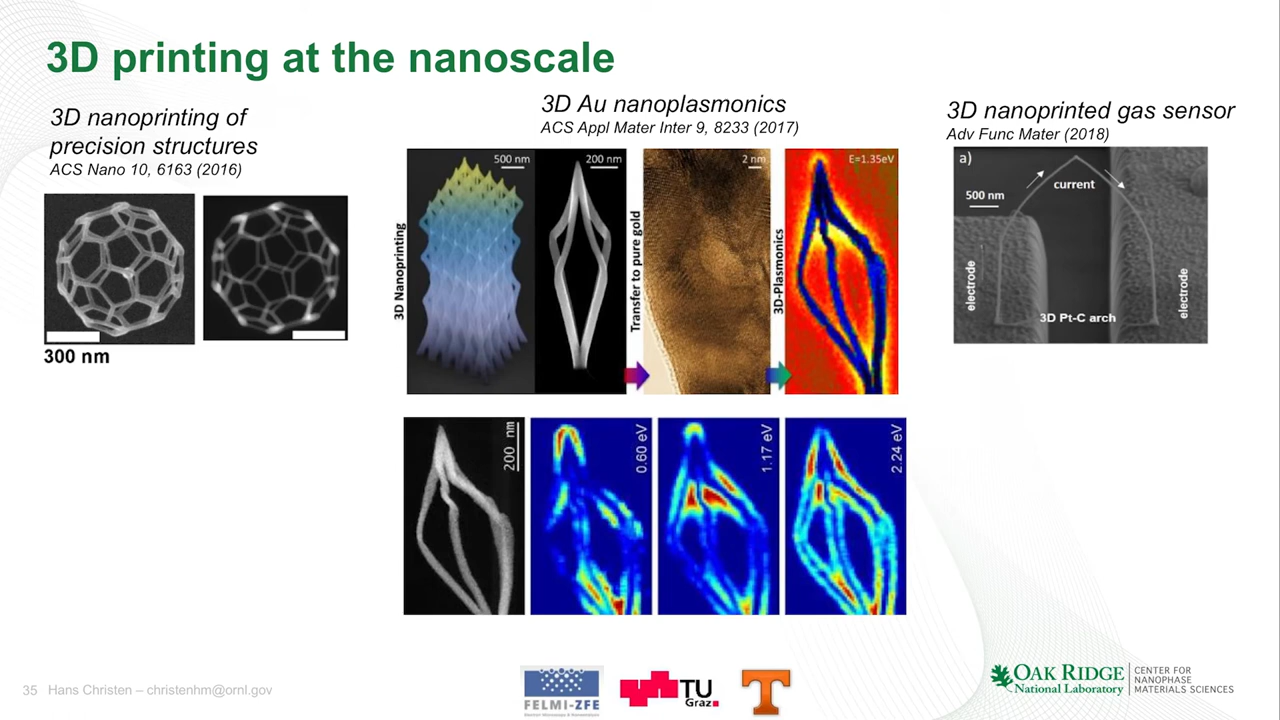 3D printing at the nanoscale
3D nanoprinting of
precision structures
ACS Nano 10, 6163 (2016)
300 nm
3D Au nanoplasmonics
ACS Appl Mater Inter 9, 8233 (2017)
3D Nanoprinting
500 nm
200 nm
Transfer to pure gold
2 nm
3D-Plasmonics
E=1.35eV
200 nm
0.60 eV
1.17 eV
2.24 eV
3D nanoprinted gas sensor
Adv Func Mater (2018)
a)
current
500 nm
electrode
electrode
3D Pt-C arch
35 Hans Christen – christenhm@ornl.gov
FELMI-ZFE
TU
Graz
T
OAK RIDGE
National Laboratory
CENTER FOR
NANOPHASE
MATERIALS SCIENCES